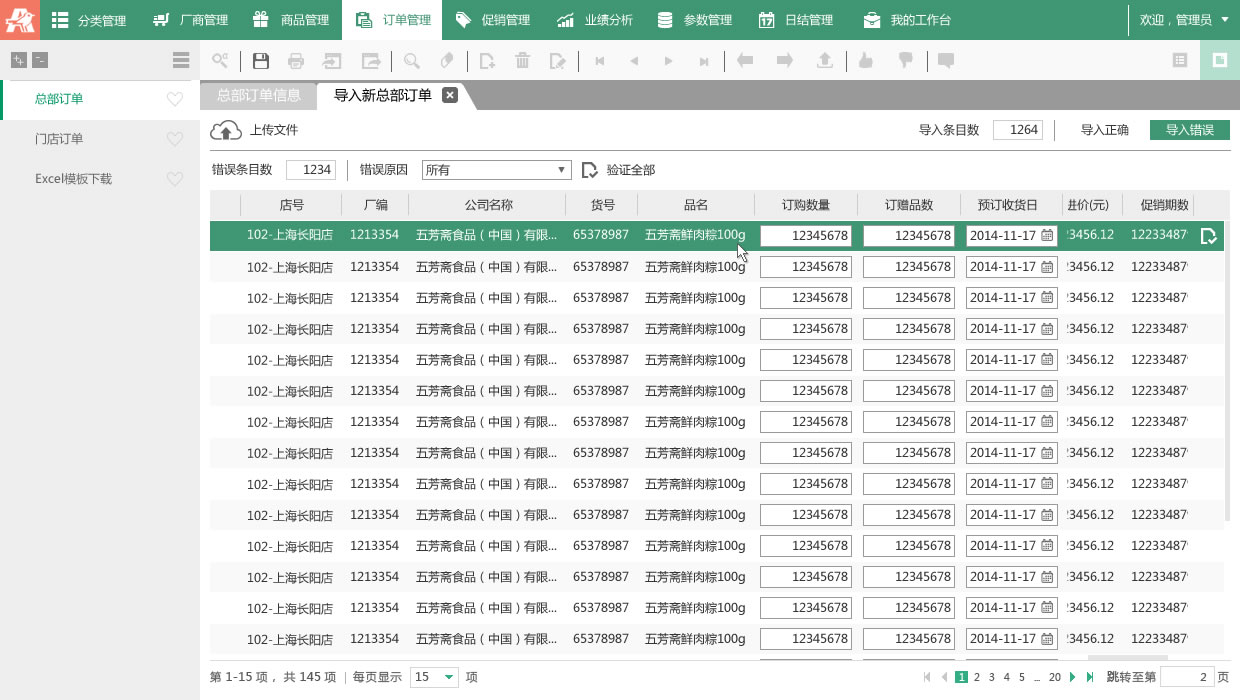 分类管理 厂商管理 商品管理 订单管理 促销管理 业绩分析 参数管理 日结管理 我的工作台 欢迎，管理员
总部订单信息 导入新总部订单
总部订单
门店订单
Excel模板下载
上传文件 导入条目数 1264 导入正确 导入错误
错误条目数 1234 错误原因 所有 验证全部
店号 厂编 公司名称 货号 品名 订购数量 订赠品数 预订收货日 进价(元) 促销期数
102-上海长阳店 1213354 五芳斋食品（中国）有限... 65378987 五芳斋鲜肉粽100g 12345678 12345678 2014-11-17 23456.12 12233487
102-上海长阳店 1213354 五芳斋食品（中国）有限... 65378987 五芳斋鲜肉粽100g 12345678 12345678 2014-11-17 23456.12 12233487
102-上海长阳店 1213354 五芳斋食品（中国）有限... 65378987 五芳斋鲜肉粽100g 12345678 12345678 2014-11-17 23456.12 12233487
102-上海长阳店 1213354 五芳斋食品（中国）有限... 65378987 五芳斋鲜肉粽100g 12345678 12345678 2014-11-17 23456.12 12233487
102-上海长阳店 1213354 五芳斋食品（中国）有限... 65378987 五芳斋鲜肉粽100g 12345678 12345678 2014-11-17 23456.12 12233487
102-上海长阳店 1213354 五芳斋食品（中国）有限... 65378987 五芳斋鲜肉粽100g 12345678 12345678 2014-11-17 23456.12 12233487
102-上海长阳店 1213354 五芳斋食品（中国）有限... 65378987 五芳斋鲜肉粽100g 12345678 12345678 2014-11-17 23456.12 12233487
102-上海长阳店 1213354 五芳斋食品（中国）有限... 65378987 五芳斋鲜肉粽100g 12345678 12345678 2014-11-17 23456.12 12233487
102-上海长阳店 1213354 五芳斋食品（中国）有限... 65378987 五芳斋鲜肉粽100g 12345678 12345678 2014-11-17 23456.12 12233487
102-上海长阳店 1213354 五芳斋食品（中国）有限... 65378987 五芳斋鲜肉粽100g 12345678 12345678 2014-11-17 23456.12 12233487
102-上海长阳店 1213354 五芳斋食品（中国）有限... 65378987 五芳斋鲜肉粽100g 12345678 12345678 2014-11-17 23456.12 12233487
102-上海长阳店 1213354 五芳斋食品（中国）有限... 65378987 五芳斋鲜肉粽100g 12345678 12345678 2014-11-17 23456.12 12233487
102-上海长阳店 1213354 五芳斋食品（中国）有限... 65378987 五芳斋鲜肉粽100g 12345678 12345678 2014-11-17 23456.12 12233487
102-上海长阳店 1213354 五芳斋食品（中国）有限... 65378987 五芳斋鲜肉粽100g 12345678 12345678 2014-11-17 23456.12 12233487
第 1-15 项，共 145 项 | 每页显示 15 项 1 2 3 4 5 ... 20 跳转至第 2 页